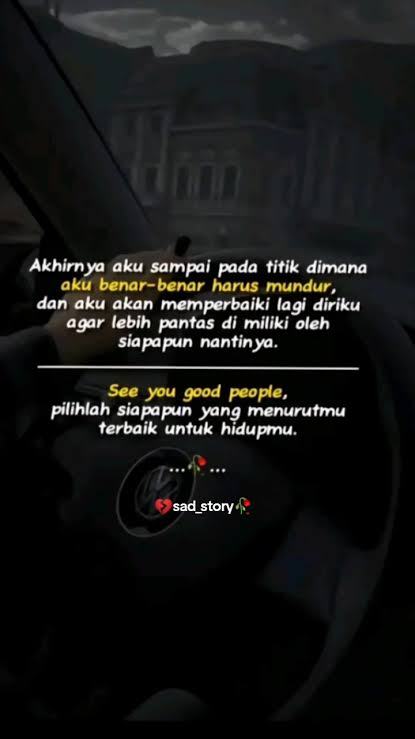 Akhirnya aku sampai pada titik dimana
aku benar-benar harus mundur,
dan aku akan memperbaiki lagi diriku
agar lebih pantas di miliki oleh
siapapun nantinya.
See you good people,
pilihlah siapapun yang menurutmu
terbaik untuk hidupmu.
...🥀...
💔sad_story🥀